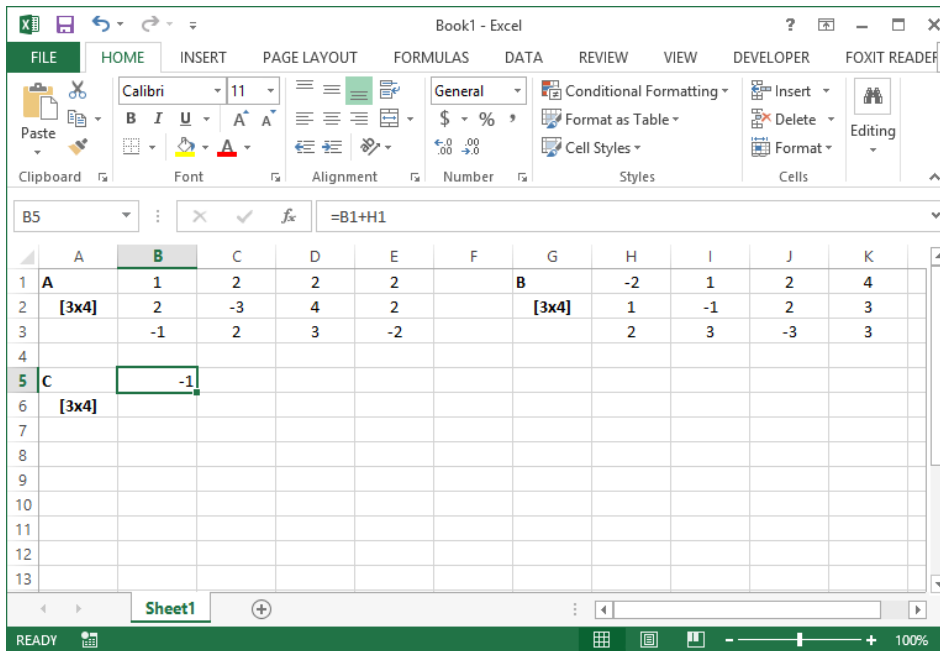 Book1 - Excel ?
FILE HOME INSERT PAGE LAYOUT FORMULAS DATA REVIEW VIEW DEVELOPER FOXIT READER
Calibri 11 General Conditional Formatting Insert
Paste B I U A A $ % , Format as Table Delete Editing
A .00 .0 Cell Styles Format
Clipboard Font Alignment Number Styles Cells
B5 fx =B1+H1
A B C D E F G H I J K
1 A 1 2 2 2 B -2 1 2 4
2 [3x4] 2 -3 4 2 [3x4] 1 -1 2 3
3 -1 2 3 -2 2 3 -3 3
4
5 C -1
6 [3x4]
7
8
9
10
11
12
13
Sheet1
READY 100%